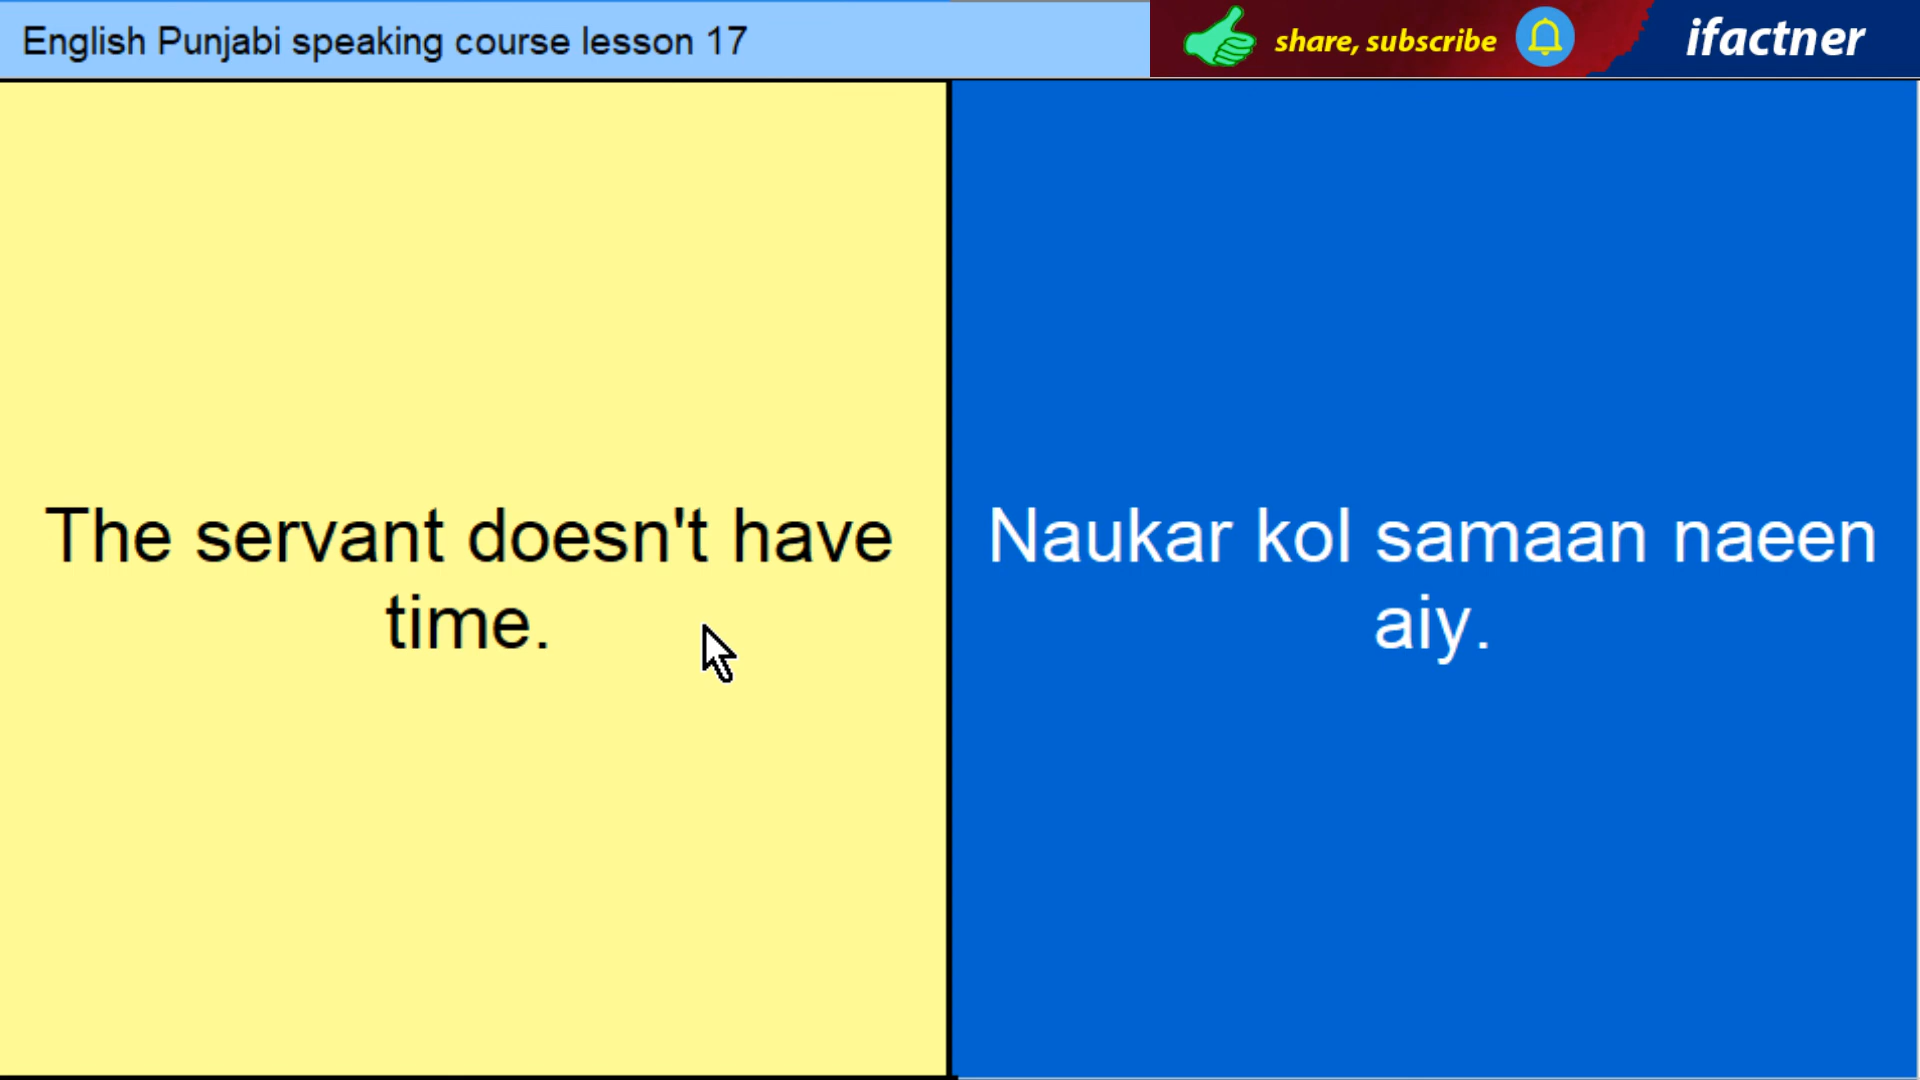 English Punjabi speaking course lesson 17
share, subscribe
ifactner
The servant doesn't have
time.
Naukar kol samaan naeen
aiy.